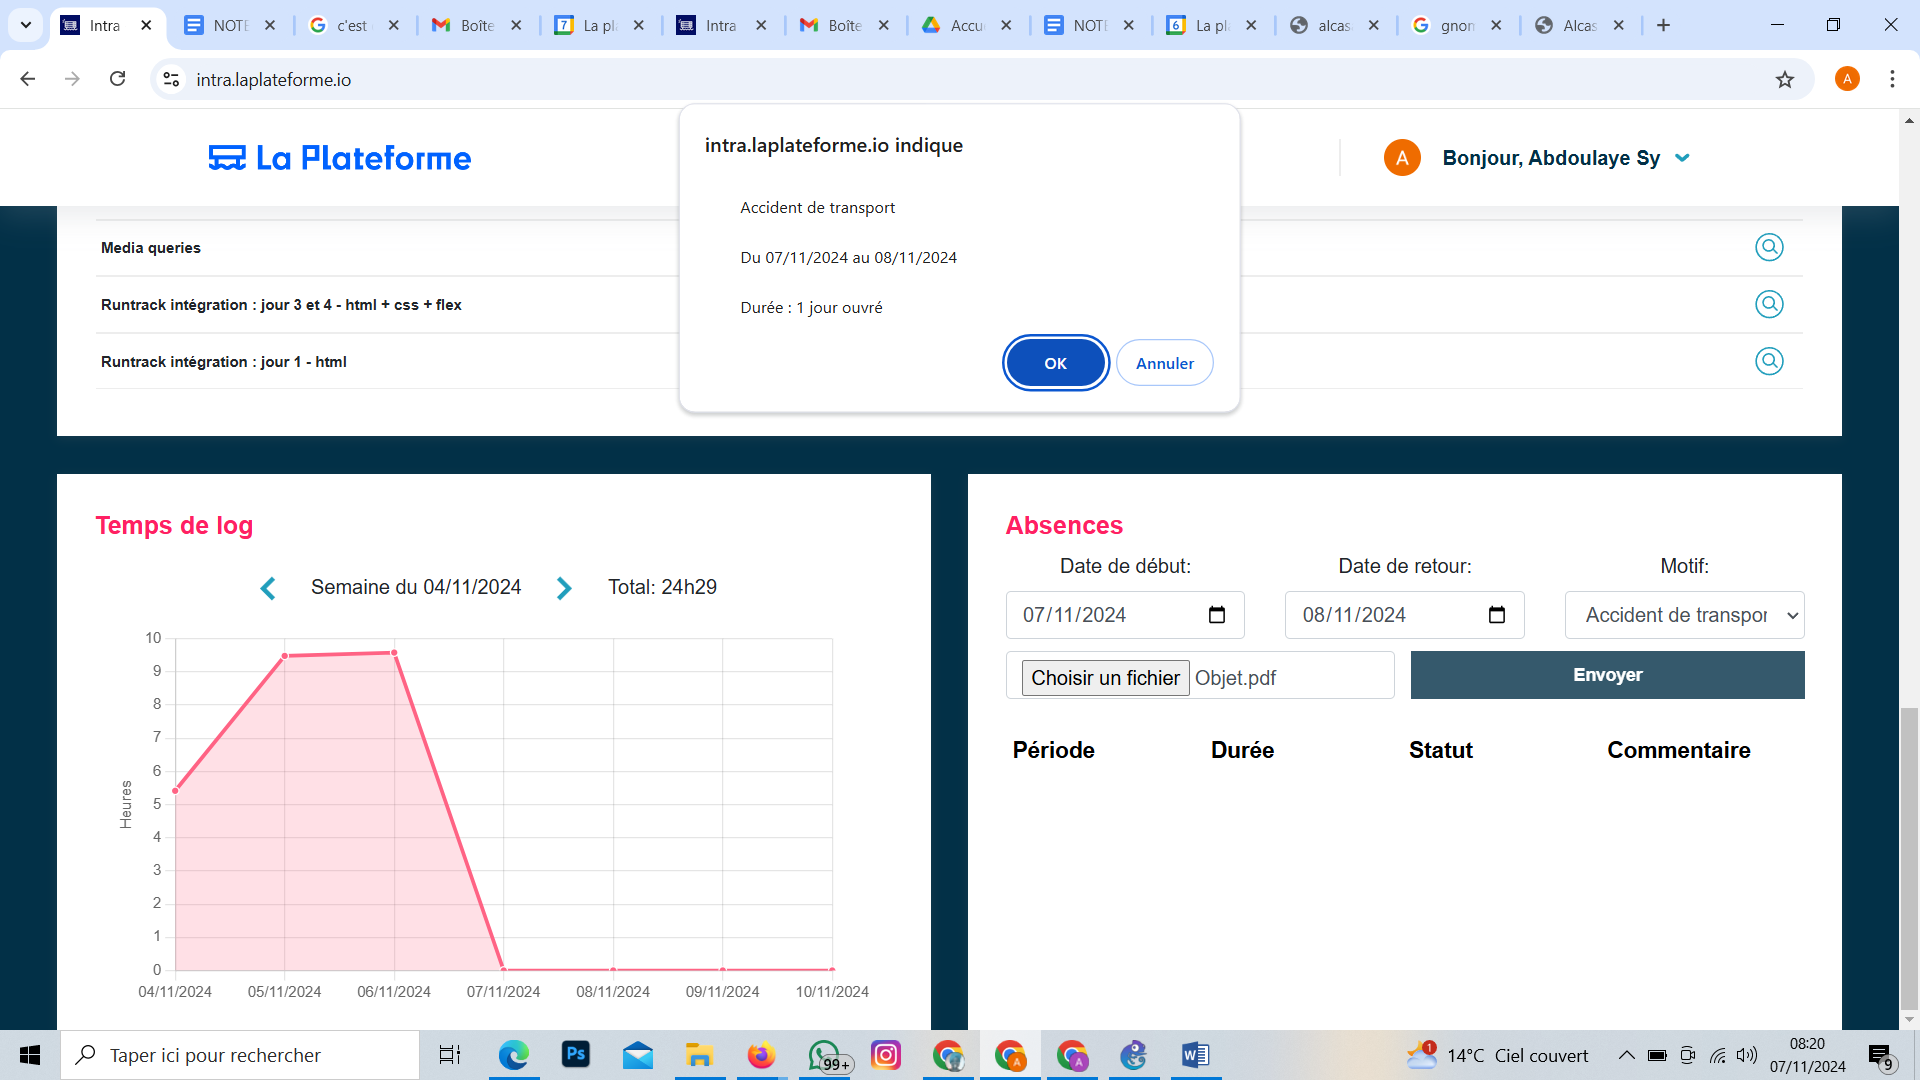 Intra
NOTE
c'est
Boîte
La pl
Intra
Boîte
Accu
NOTE
La pl
alcas
gnon
Alcas
intra.laplateforme.io
A
La Plateforme
A
Bonjour, Abdoulaye Sy
intra.laplateforme.io indique
Accident de transport
Du 07/11/2024 au 08/11/2024
Durée : 1 jour ouvré
OK
Annuler
Media queries
Runtrack intégration : jour 3 et 4 - html + css + flex
Runtrack intégration : jour 1 - html
Temps de log
Semaine du 04/11/2024
Total: 24h29
Heures
10
9
8
7
6
5
4
3
2
1
0
04/11/2024 05/11/2024 06/11/2024 07/11/2024 08/11/2024 09/11/2024 10/11/2024
Absences
Date de début: Date de retour: Motif:
07/11/2024 08/11/2024 Accident de transpor
Choisir un fichier Objet.pdf Envoyer
Période Durée Statut Commentaire
Taper ici pour rechercher
Ps
99+
A
A
W
1
14°C Ciel couvert
08:20
07/11/2024
9